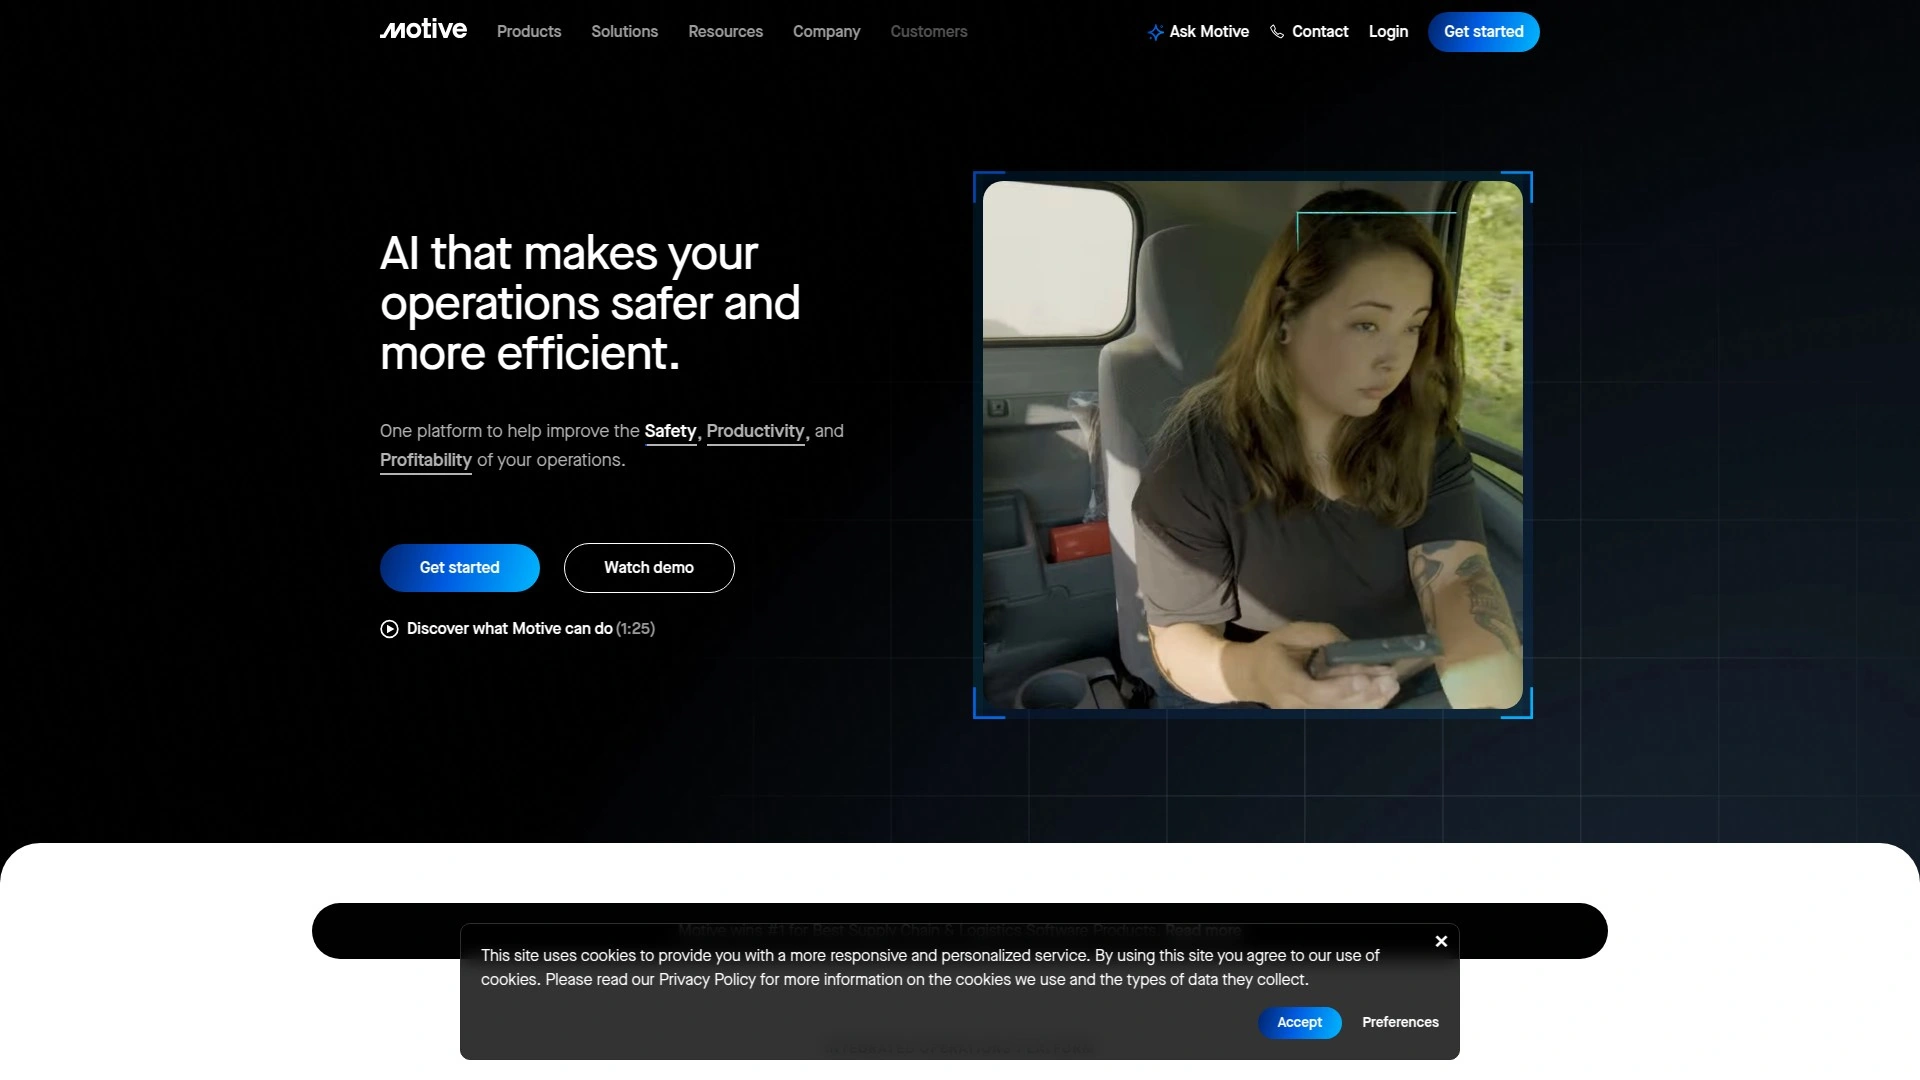 Motive
Products
Solutions
Resources
Company
Customers
Ask Motive
Contact
Login
Get started
AI that makes your
operations safer and
more efficient.
One platform to help improve the Safety, Productivity, and
Profitability of your operations.
Get started
Watch demo
Discover what Motive can do (1:25)
Motive wins #1 for Best Supply Chain & Logistics Software Products. Read more
This site uses cookies to provide you with a more responsive and personalized service. By using this site you agree to our use of
cookies. Please read our Privacy Policy for more information on the cookies we use and the types of data they collect.
Accept
Preferences